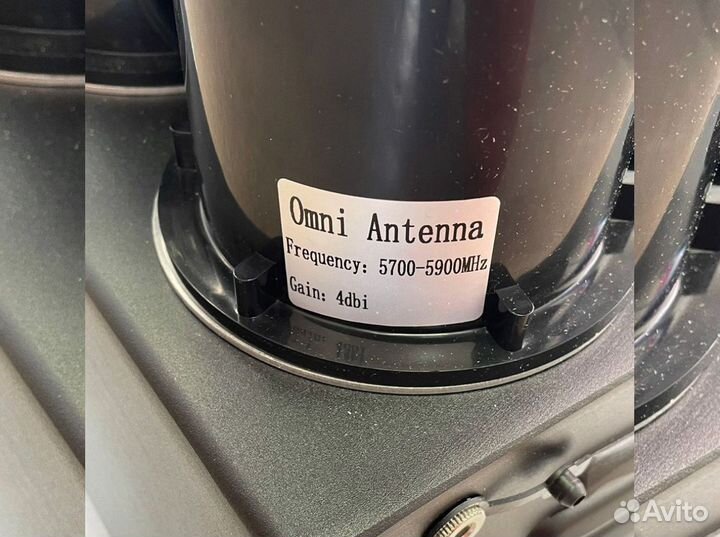 Omni Antenna
Frequency: 5700-5900MHz
Gain: 4dbi
Avito